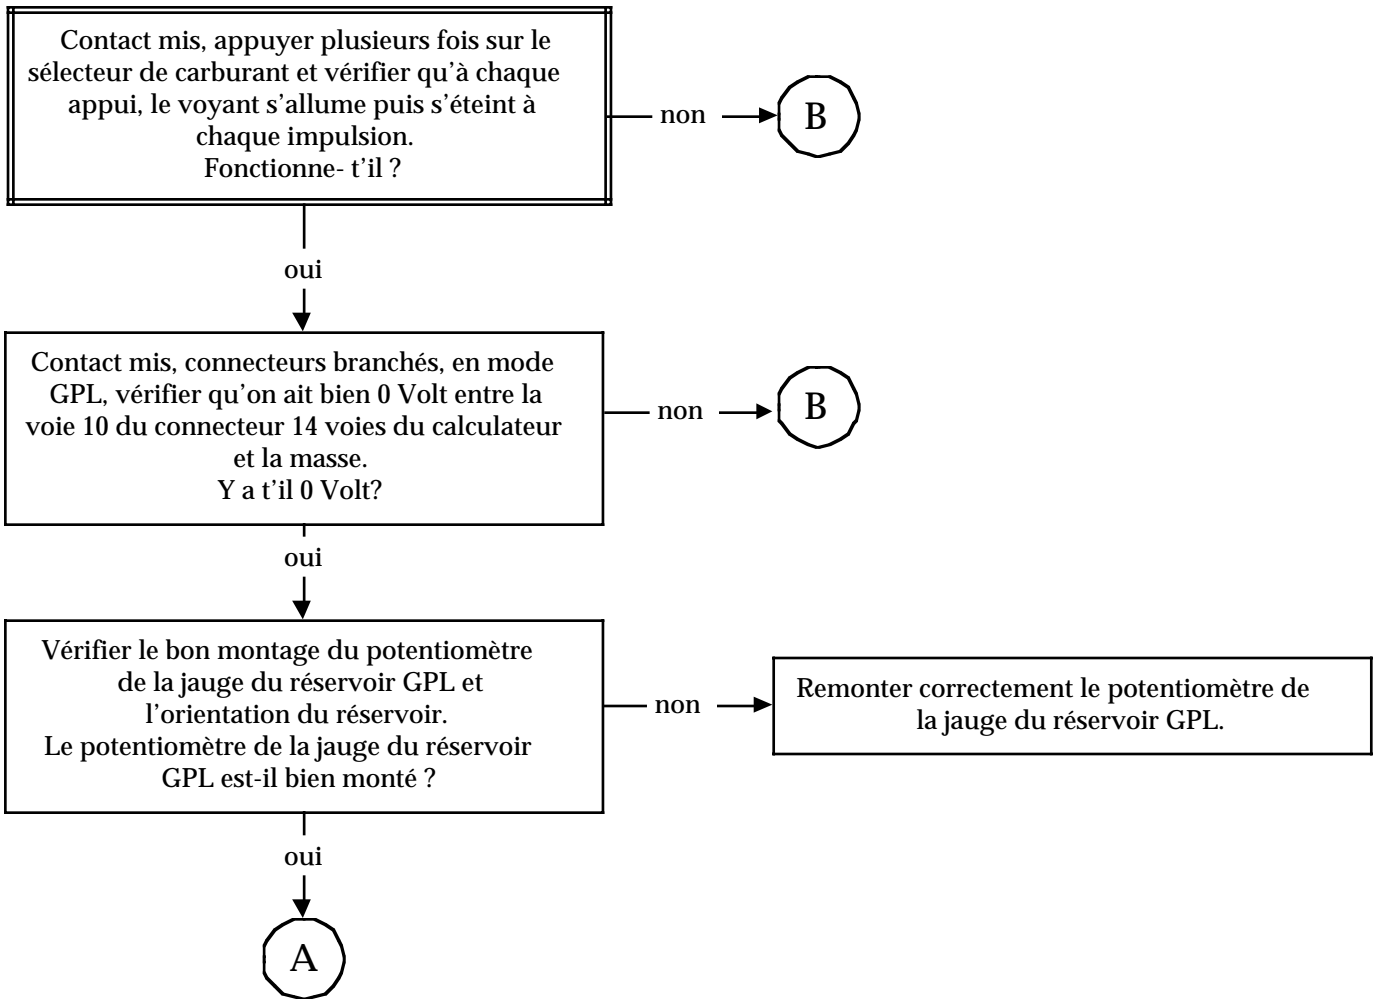 Contact mis, appuyer plusieurs fois sur le
sélecteur de carburant et vérifier qu’à chaque
appui, le voyant s’allume puis s’éteint à
chaque impulsion.
Fonctionne- t’il ?
non
B
oui
Contact mis, connecteurs branchés, en mode
GPL, vérifier qu’on ait bien 0 Volt entre la
voie 10 du connecteur 14 voies du calculateur
et la masse.
Y a t’il 0 Volt?
non
B
oui
Vérifier le bon montage du potentiomètre
de la jauge du réservoir GPL et
l’orientation du réservoir.
Le potentiomètre de la jauge du réservoir
GPL est-il bien monté ?
non
Remonter correctement le potentiomètre de
la jauge du réservoir GPL.
oui
A